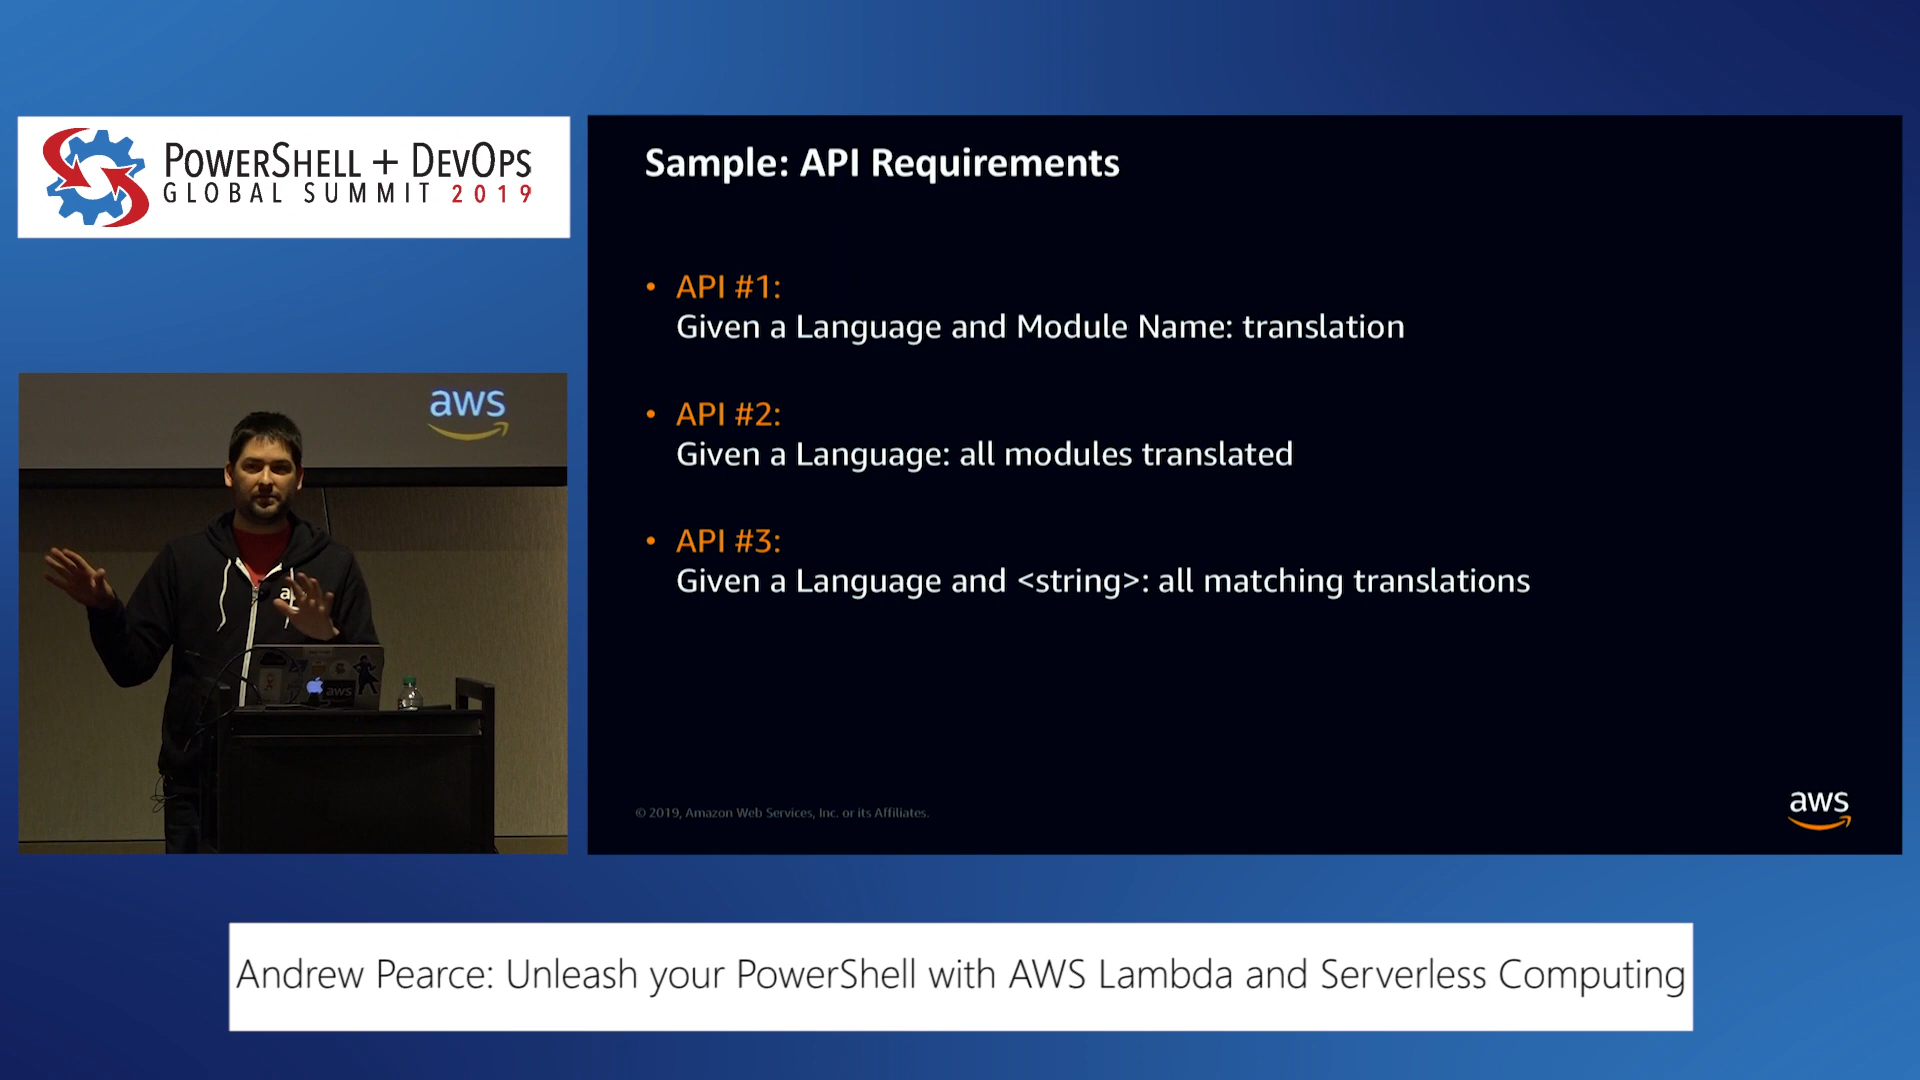 POWERSHELL + DEVOPS
GLOBAL SUMMIT 2019
aws
aws
Sample: API Requirements
• API #1:
Given a Language and Module Name: translation
• API #2:
Given a Language: all modules translated
• API #3:
Given a Language and <string>: all matching translations
© 2019, Amazon Web Services, Inc. or its Affiliates.
aws
Andrew Pearce: Unleash your PowerShell with AWS Lambda and Serverless Computing